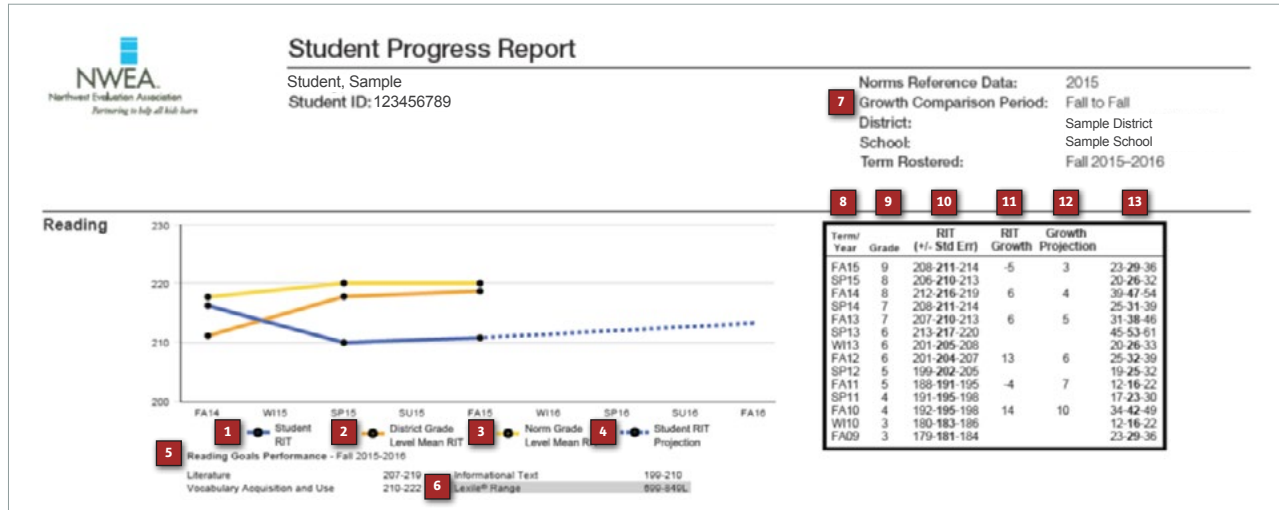 NWEA
Northwest Evaluation Association
Partnering to help all kids learn
Student Progress Report
Student, Sample
Student ID: 123456789
Norms Reference Data: 2015
7 Growth Comparison Period: Fall to Fall
District: Sample District
School: Sample School
Term Rostered: Fall 2015–2016
Reading
230
220
210
200
FA14 WI15 SP15 SU15 FA15 WI16 SP16 SU16 FA16
1 Student RIT
2 District Grade Level Mean RIT
3 Norm Grade Level Mean R
4 Student RIT Projection
5 Reading Goals Performance - Fall 2015-2016
Literature 207-219 Informational Text 199-210
Vocabulary Acquisition and Use 210-222 6 Lexile® Range
8 9 10 11 12 13
Term/ Year Grade RIT (+/- Std Err) RIT Growth Growth Projection
FA15 9 208-211-214 -5 3 23-29-36
SP15 8 206-210-213 20-26-32
FA14 8 212-216-219 6 4 39-47-54
SP14 7 208-211-214 25-31-39
FA13 7 207-210-213 6 5 31-38-46
SP13 6 213-217-220 45-53-61
WI13 6 201-205-208 20-26-33
FA12 6 201-204-207 13 6 25-32-39
SP12 5 199-202-205 19-25-32
FA11 5 188-191-195 -4 7 12-16-22
SP11 4 191-195-198 17-23-30
FA10 4 192-195-198 14 10 34-42-49
WI10 3 180-183-186 12-16-22
FA09 3 179-181-184 23-29-36